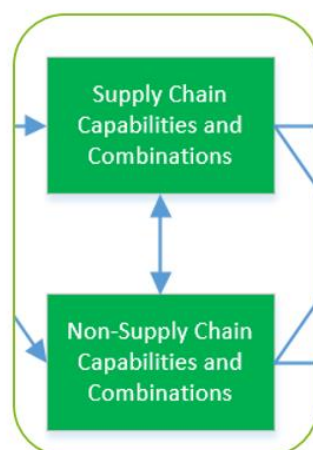 Supply Chain
Capabilities and
Combinations
Non-Supply Chain
Capabilities and
Combinations